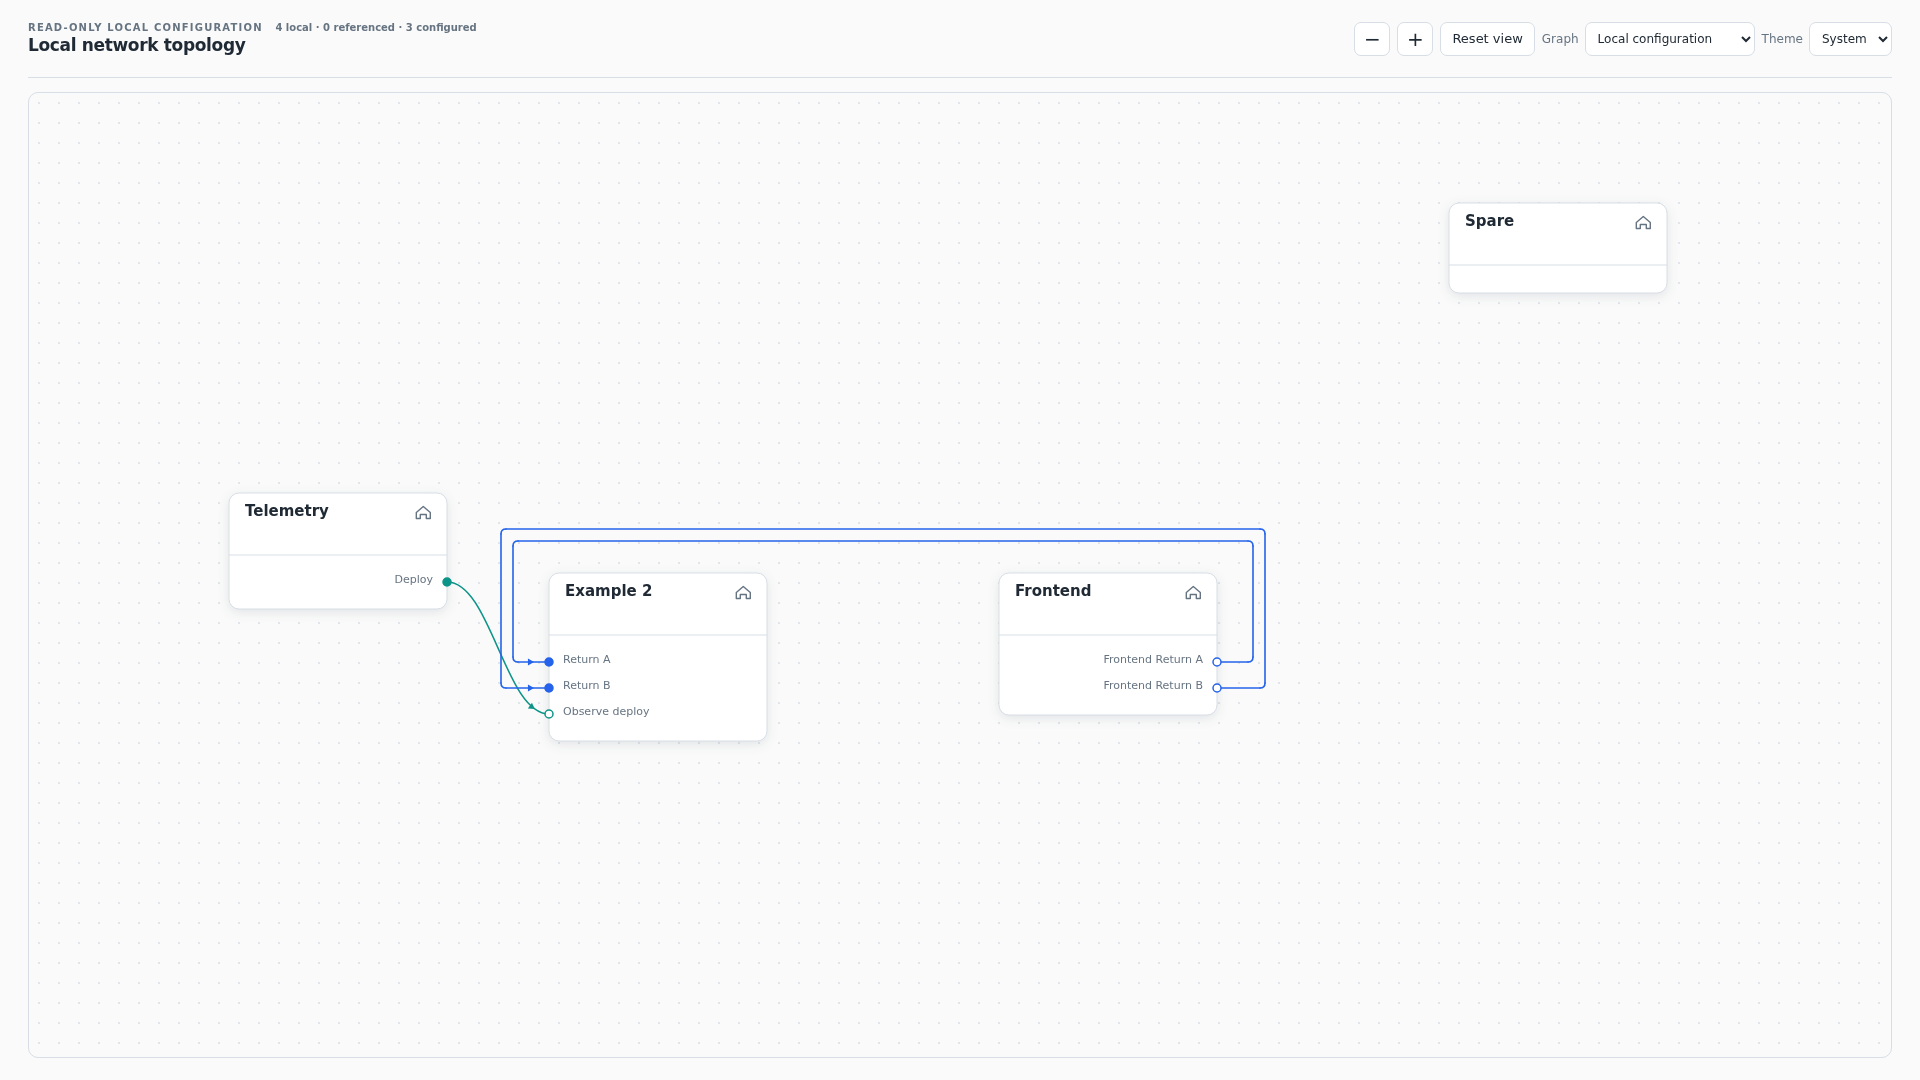 READ-ONLY LOCAL CONFIGURATION 4 local · 0 referenced · 3 configured
Local network topology
Reset view
Graph
Local configuration
Theme
System
Spare
Telemetry
Deploy
Example 2
Return A
Return B
Observe deploy
Frontend
Frontend Return A
Frontend Return B